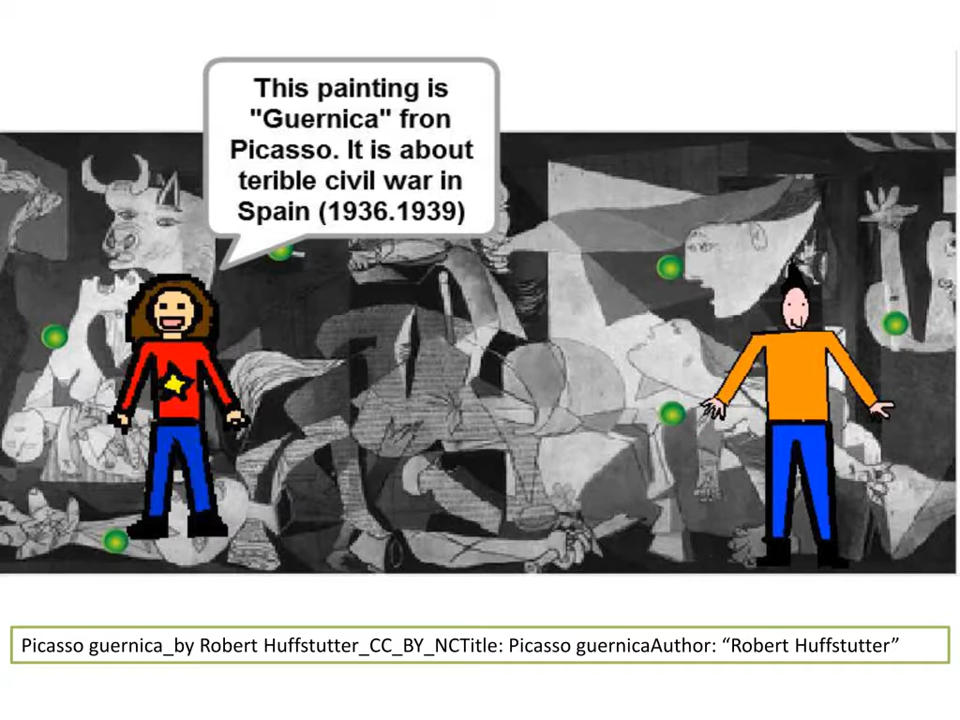 This painting is
"Guernica" fron
Picasso. It is about
terible civil war in
Spain (1936.1939)
Picasso guernica_by Robert Huffstutter_CC_BY_NCTitle: Picasso guernicaAuthor: “Robert Huffstutter”